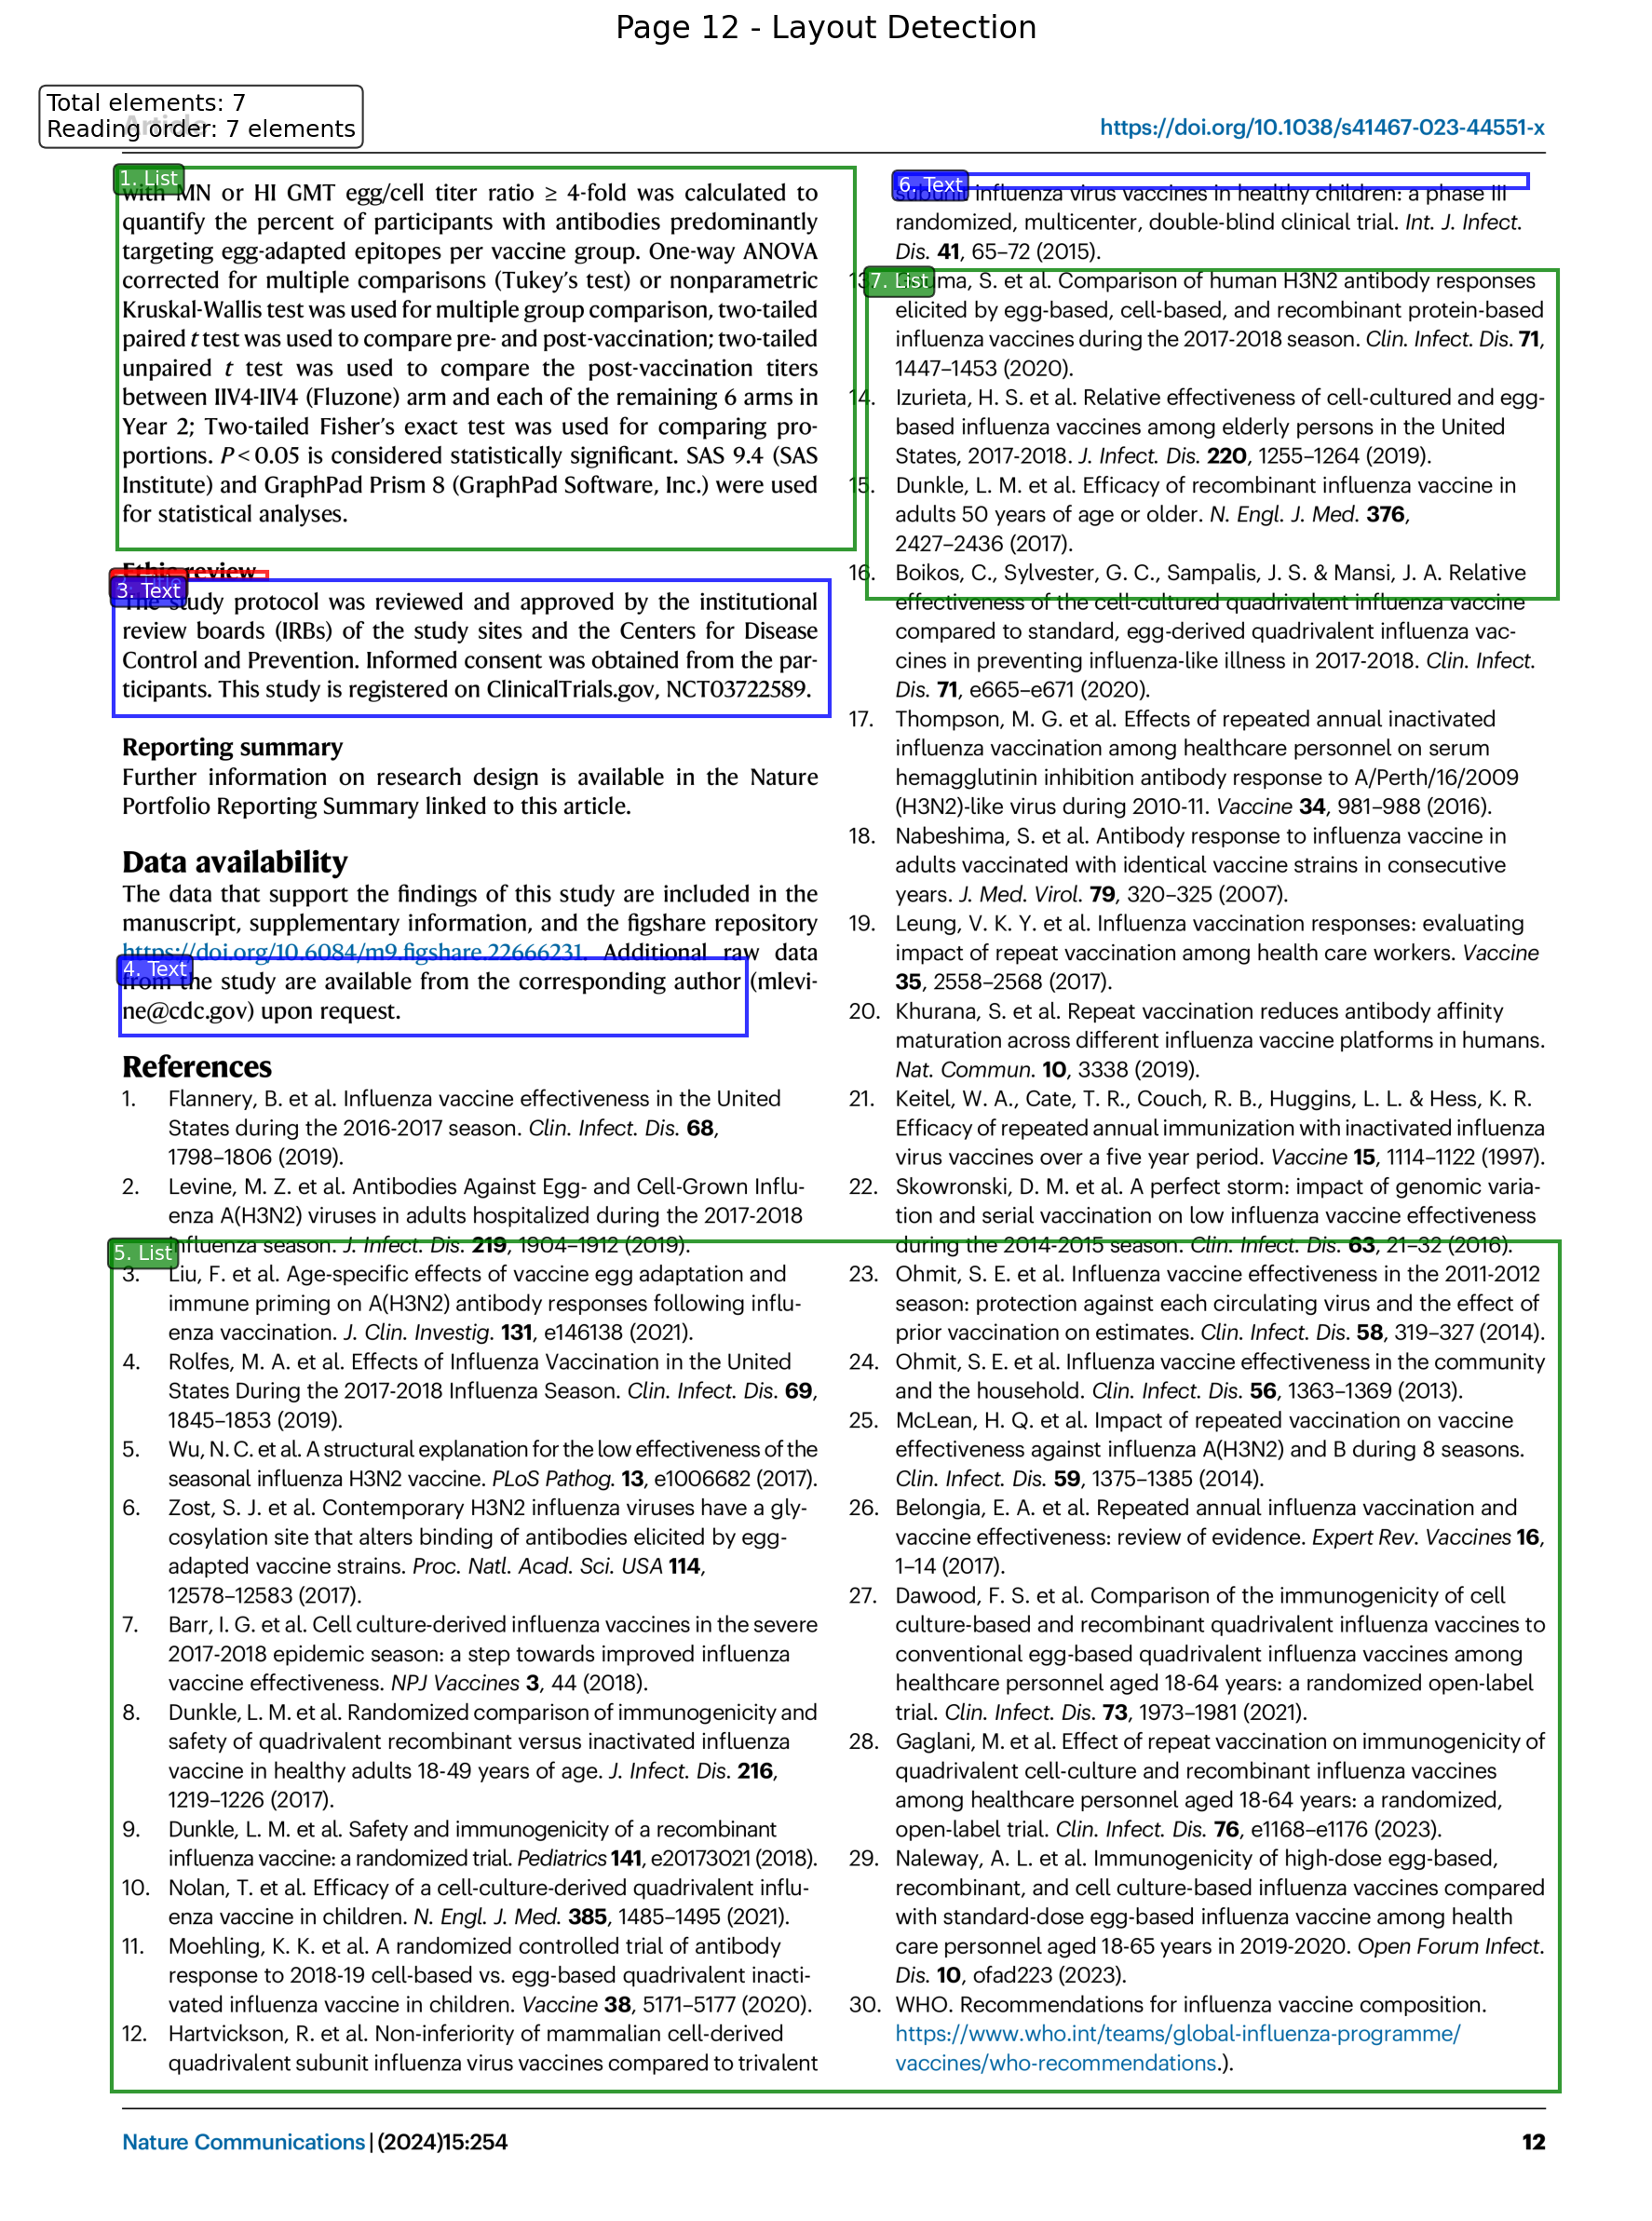 Page 12 - Layout Detection
Total elements: 7
Reading order: 7 elements
Article
https://doi.org/10.1038/s41467-023-44551-x
1. List
with MN or HI GMT egg/cell titer ratio ≥ 4-fold was calculated to
quantify the percent of participants with antibodies predominantly
targeting egg-adapted epitopes per vaccine group. One-way ANOVA
corrected for multiple comparisons (Tukey's test) or nonparametric
Kruskal-Wallis test was used for multiple group comparison, two-tailed
paired t test was used to compare pre- and post-vaccination; two-tailed
unpaired t test was used to compare the post-vaccination titers
between IIV4-IIV4 (Fluzone) arm and each of the remaining 6 arms in
Year 2; Two-tailed Fisher's exact test was used for comparing pro-
portions. P < 0.05 is considered statistically significant. SAS 9.4 (SAS
Institute) and GraphPad Prism 8 (GraphPad Software, Inc.) were used
for statistical analyses.
Ethic review
3. Text
The study protocol was reviewed and approved by the institutional
review boards (IRBs) of the study sites and the Centers for Disease
Control and Prevention. Informed consent was obtained from the par-
ticipants. This study is registered on ClinicalTrials.gov, NCT03722589.
Reporting summary
Further information on research design is available in the Nature
Portfolio Reporting Summary linked to this article.
Data availability
The data that support the findings of this study are included in the
manuscript, supplementary information, and the figshare repository
https://doi.org/10.6084/m9.figshare.22666231. Additional raw data
4. Text
from the study are available from the corresponding author (mlevi-
ne@cdc.gov) upon request.
References
1. Flannery, B. et al. Influenza vaccine effectiveness in the United
States during the 2016-2017 season. Clin. Infect. Dis. 68,
1798–1806 (2019).
2. Levine, M. Z. et al. Antibodies Against Egg- and Cell-Grown Influ-
enza A(H3N2) viruses in adults hospitalized during the 2017-2018
influenza season. J. Infect. Dis. 219, 1904–1912 (2019).
5. List
3. Liu, F. et al. Age-specific effects of vaccine egg adaptation and
immune priming on A(H3N2) antibody responses following influ-
enza vaccination. J. Clin. Investig. 131, e146138 (2021).
4. Rolfes, M. A. et al. Effects of Influenza Vaccination in the United
States During the 2017-2018 Influenza Season. Clin. Infect. Dis. 69,
1845–1853 (2019).
5. Wu, N. C. et al. A structural explanation for the low effectiveness of the
seasonal influenza H3N2 vaccine. PLoS Pathog. 13, e1006682 (2017).
6. Zost, S. J. et al. Contemporary H3N2 influenza viruses have a gly-
cosylation site that alters binding of antibodies elicited by egg-
adapted vaccine strains. Proc. Natl. Acad. Sci. USA 114,
12578–12583 (2017).
7. Barr, I. G. et al. Cell culture-derived influenza vaccines in the severe
2017-2018 epidemic season: a step towards improved influenza
vaccine effectiveness. NPJ Vaccines 3, 44 (2018).
8. Dunkle, L. M. et al. Randomized comparison of immunogenicity and
safety of quadrivalent recombinant versus inactivated influenza
vaccine in healthy adults 18-49 years of age. J. Infect. Dis. 216,
1219–1226 (2017).
9. Dunkle, L. M. et al. Safety and immunogenicity of a recombinant
influenza vaccine: a randomized trial. Pediatrics 141, e20173021 (2018).
10. Nolan, T. et al. Efficacy of a cell-culture-derived quadrivalent influ-
enza vaccine in children. N. Engl. J. Med. 385, 1485–1495 (2021).
11. Moehling, K. K. et al. A randomized controlled trial of antibody
response to 2018-19 cell-based vs. egg-based quadrivalent inacti-
vated influenza vaccine in children. Vaccine 38, 5171–5177 (2020).
12. Hartvickson, R. et al. Non-inferiority of mammalian cell-derived
quadrivalent subunit influenza virus vaccines compared to trivalent
6. Text
subunit influenza virus vaccines in healthy children: a phase III
randomized, multicenter, double-blind clinical trial. Int. J. Infect.
Dis. 41, 65–72 (2015).
7. List
13. S. et al. Comparison of human H3N2 antibody responses
elicited by egg-based, cell-based, and recombinant protein-based
influenza vaccines during the 2017-2018 season. Clin. Infect. Dis. 71,
1447–1453 (2020).
14. Izurieta, H. S. et al. Relative effectiveness of cell-cultured and egg-
based influenza vaccines among elderly persons in the United
States, 2017-2018. J. Infect. Dis. 220, 1255–1264 (2019).
15. Dunkle, L. M. et al. Efficacy of recombinant influenza vaccine in
adults 50 years of age or older. N. Engl. J. Med. 376,
2427–2436 (2017).
16. Boikos, C., Sylvester, G. C., Sampalis, J. S. & Mansi, J. A. Relative
effectiveness of the cell-cultured quadrivalent influenza vaccine
compared to standard, egg-derived quadrivalent influenza vac-
cines in preventing influenza-like illness in 2017-2018. Clin. Infect.
Dis. 71, e665–e671 (2020).
17. Thompson, M. G. et al. Effects of repeated annual inactivated
influenza vaccination among healthcare personnel on serum
hemagglutinin inhibition antibody response to A/Perth/16/2009
(H3N2)-like virus during 2010-11. Vaccine 34, 981–988 (2016).
18. Nabeshima, S. et al. Antibody response to influenza vaccine in
adults vaccinated with identical vaccine strains in consecutive
years. J. Med. Virol. 79, 320–325 (2007).
19. Leung, V. K. Y. et al. Influenza vaccination responses: evaluating
impact of repeat vaccination among health care workers. Vaccine
35, 2558–2568 (2017).
20. Khurana, S. et al. Repeat vaccination reduces antibody affinity
maturation across different influenza vaccine platforms in humans.
Nat. Commun. 10, 3338 (2019).
21. Keitel, W. A., Cate, T. R., Couch, R. B., Huggins, L. L. & Hess, K. R.
Efficacy of repeated annual immunization with inactivated influenza
virus vaccines over a five year period. Vaccine 15, 1114–1122 (1997).
22. Skowronski, D. M. et al. A perfect storm: impact of genomic varia-
tion and serial vaccination on low influenza vaccine effectiveness
during the 2014-2015 season. Clin. Infect. Dis. 63, 21–32 (2016).
23. Ohmit, S. E. et al. Influenza vaccine effectiveness in the 2011-2012
season: protection against each circulating virus and the effect of
prior vaccination on estimates. Clin. Infect. Dis. 58, 319–327 (2014).
24. Ohmit, S. E. et al. Influenza vaccine effectiveness in the community
and the household. Clin. Infect. Dis. 56, 1363–1369 (2013).
25. McLean, H. Q. et al. Impact of repeated vaccination on vaccine
effectiveness against influenza A(H3N2) and B during 8 seasons.
Clin. Infect. Dis. 59, 1375–1385 (2014).
26. Belongia, E. A. et al. Repeated annual influenza vaccination and
vaccine effectiveness: review of evidence. Expert Rev. Vaccines 16,
1–14 (2017).
27. Dawood, F. S. et al. Comparison of the immunogenicity of cell
culture-based and recombinant quadrivalent influenza vaccines to
conventional egg-based quadrivalent influenza vaccines among
healthcare personnel aged 18-64 years: a randomized open-label
trial. Clin. Infect. Dis. 73, 1973–1981 (2021).
28. Gaglani, M. et al. Effect of repeat vaccination on immunogenicity of
quadrivalent cell-culture and recombinant influenza vaccines
among healthcare personnel aged 18-64 years: a randomized,
open-label trial. Clin. Infect. Dis. 76, e1168–e1176 (2023).
29. Naleway, A. L. et al. Immunogenicity of high-dose egg-based,
recombinant, and cell culture-based influenza vaccines compared
with standard-dose egg-based influenza vaccine among health
care personnel aged 18-65 years in 2019-2020. Open Forum Infect.
Dis. 10, ofad223 (2023).
30. WHO. Recommendations for influenza vaccine composition.
https://www.who.int/teams/global-influenza-programme/
vaccines/who-recommendations.).
Nature Communications | (2024)15:254
12